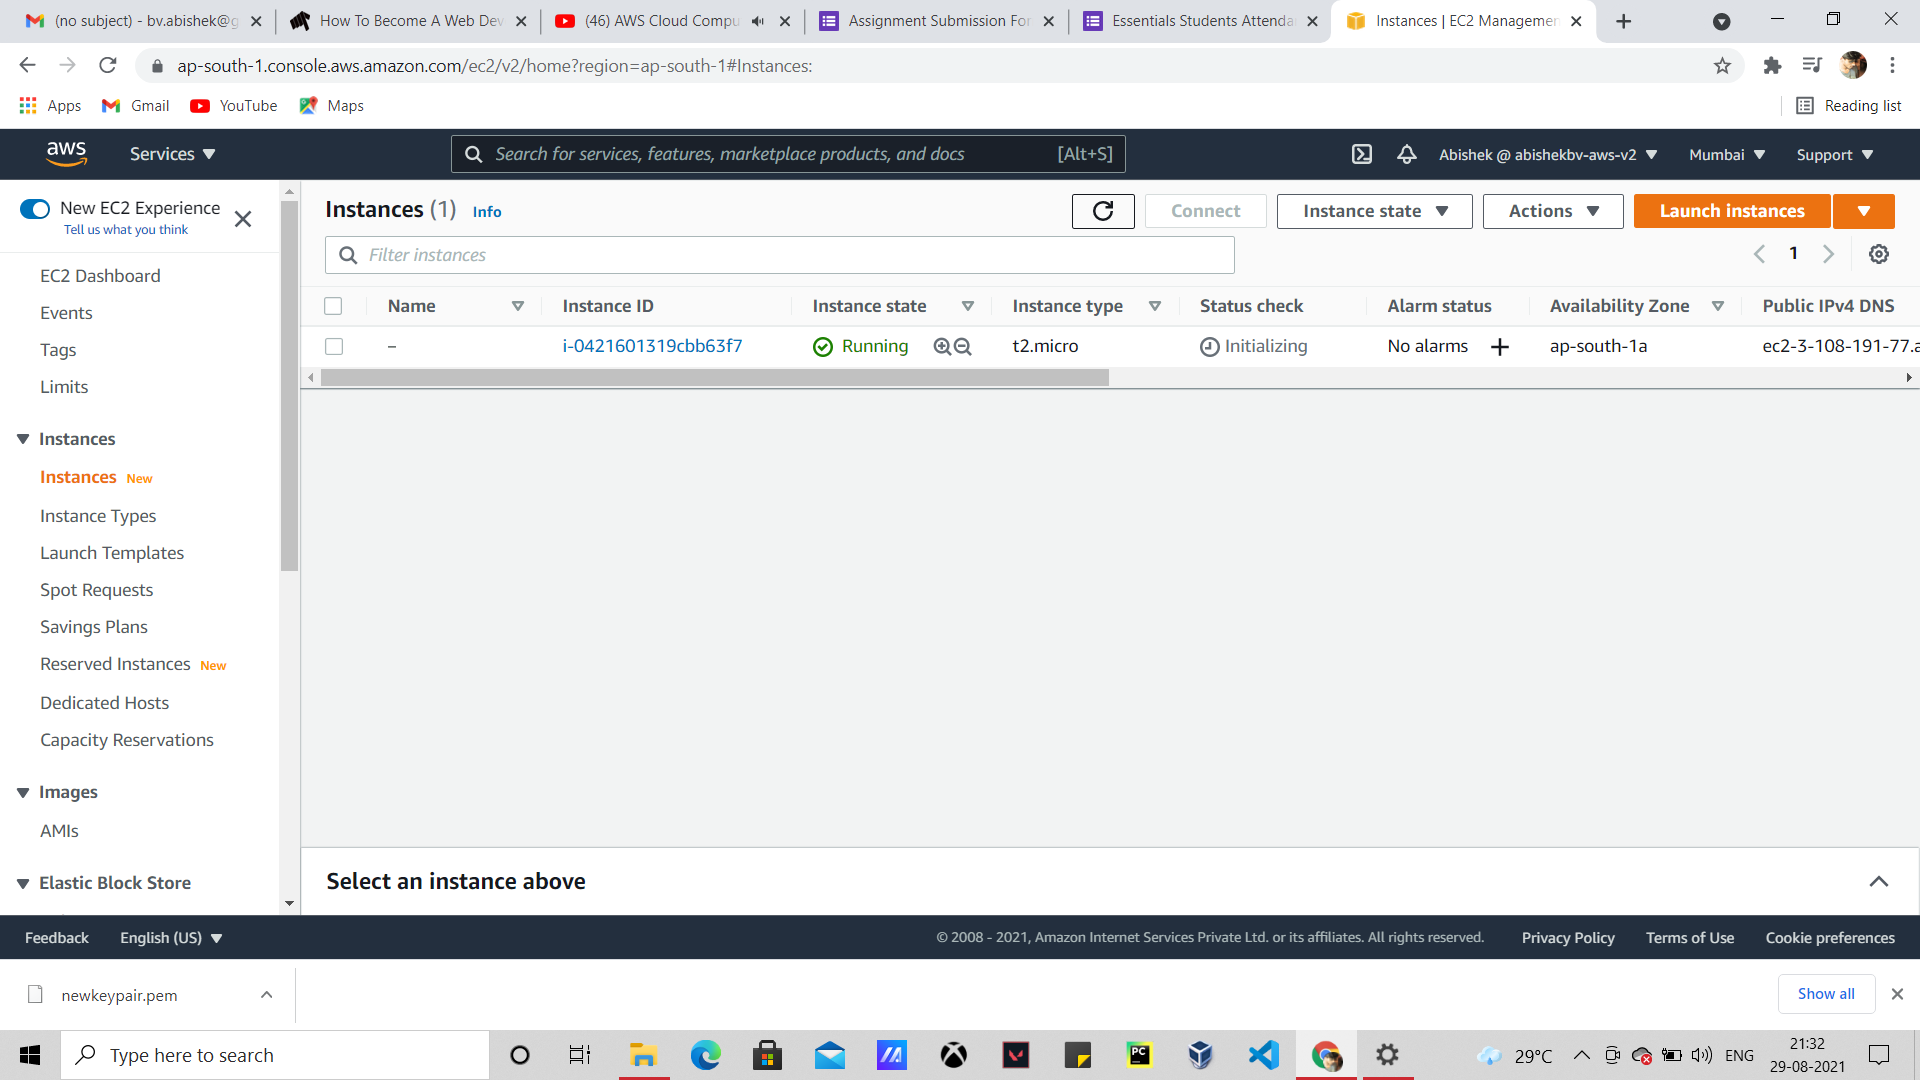 (no subject) - bv.abishek@g
How To Become A Web Dev
(46) AWS Cloud Compu
Assignment Submission For
Essentials Students Attenda
Instances | EC2 Managemen
ap-south-1.console.aws.amazon.com/ec2/v2/home?region=ap-south-1#Instances:
Apps
Gmail
YouTube
Maps
Reading list
aws
Services
Search for services, features, marketplace products, and docs
[Alt+S]
Abishek @ abishekbv-aws-v2
Mumbai
Support
New EC2 Experience
Tell us what you think
EC2 Dashboard
Events
Tags
Limits
Instances
Instances New
Instance Types
Launch Templates
Spot Requests
Savings Plans
Reserved Instances New
Dedicated Hosts
Capacity Reservations
Images
AMIs
Elastic Block Store
Instances (1) Info
Connect
Instance state
Actions
Launch instances
Filter instances
1
Name
Instance ID
Instance state
Instance type
Status check
Alarm status
Availability Zone
Public IPv4 DNS
–
i-0421601319cbb63f7
Running
t2.micro
Initializing
No alarms
ap-south-1a
ec2-3-108-191-77.a
Select an instance above
Feedback
English (US)
© 2008 - 2021, Amazon Internet Services Private Ltd. or its affiliates. All rights reserved.
Privacy Policy
Terms of Use
Cookie preferences
newkeypair.pem
Show all
Type here to search
PC
29°C
ENG
21:32
29-08-2021